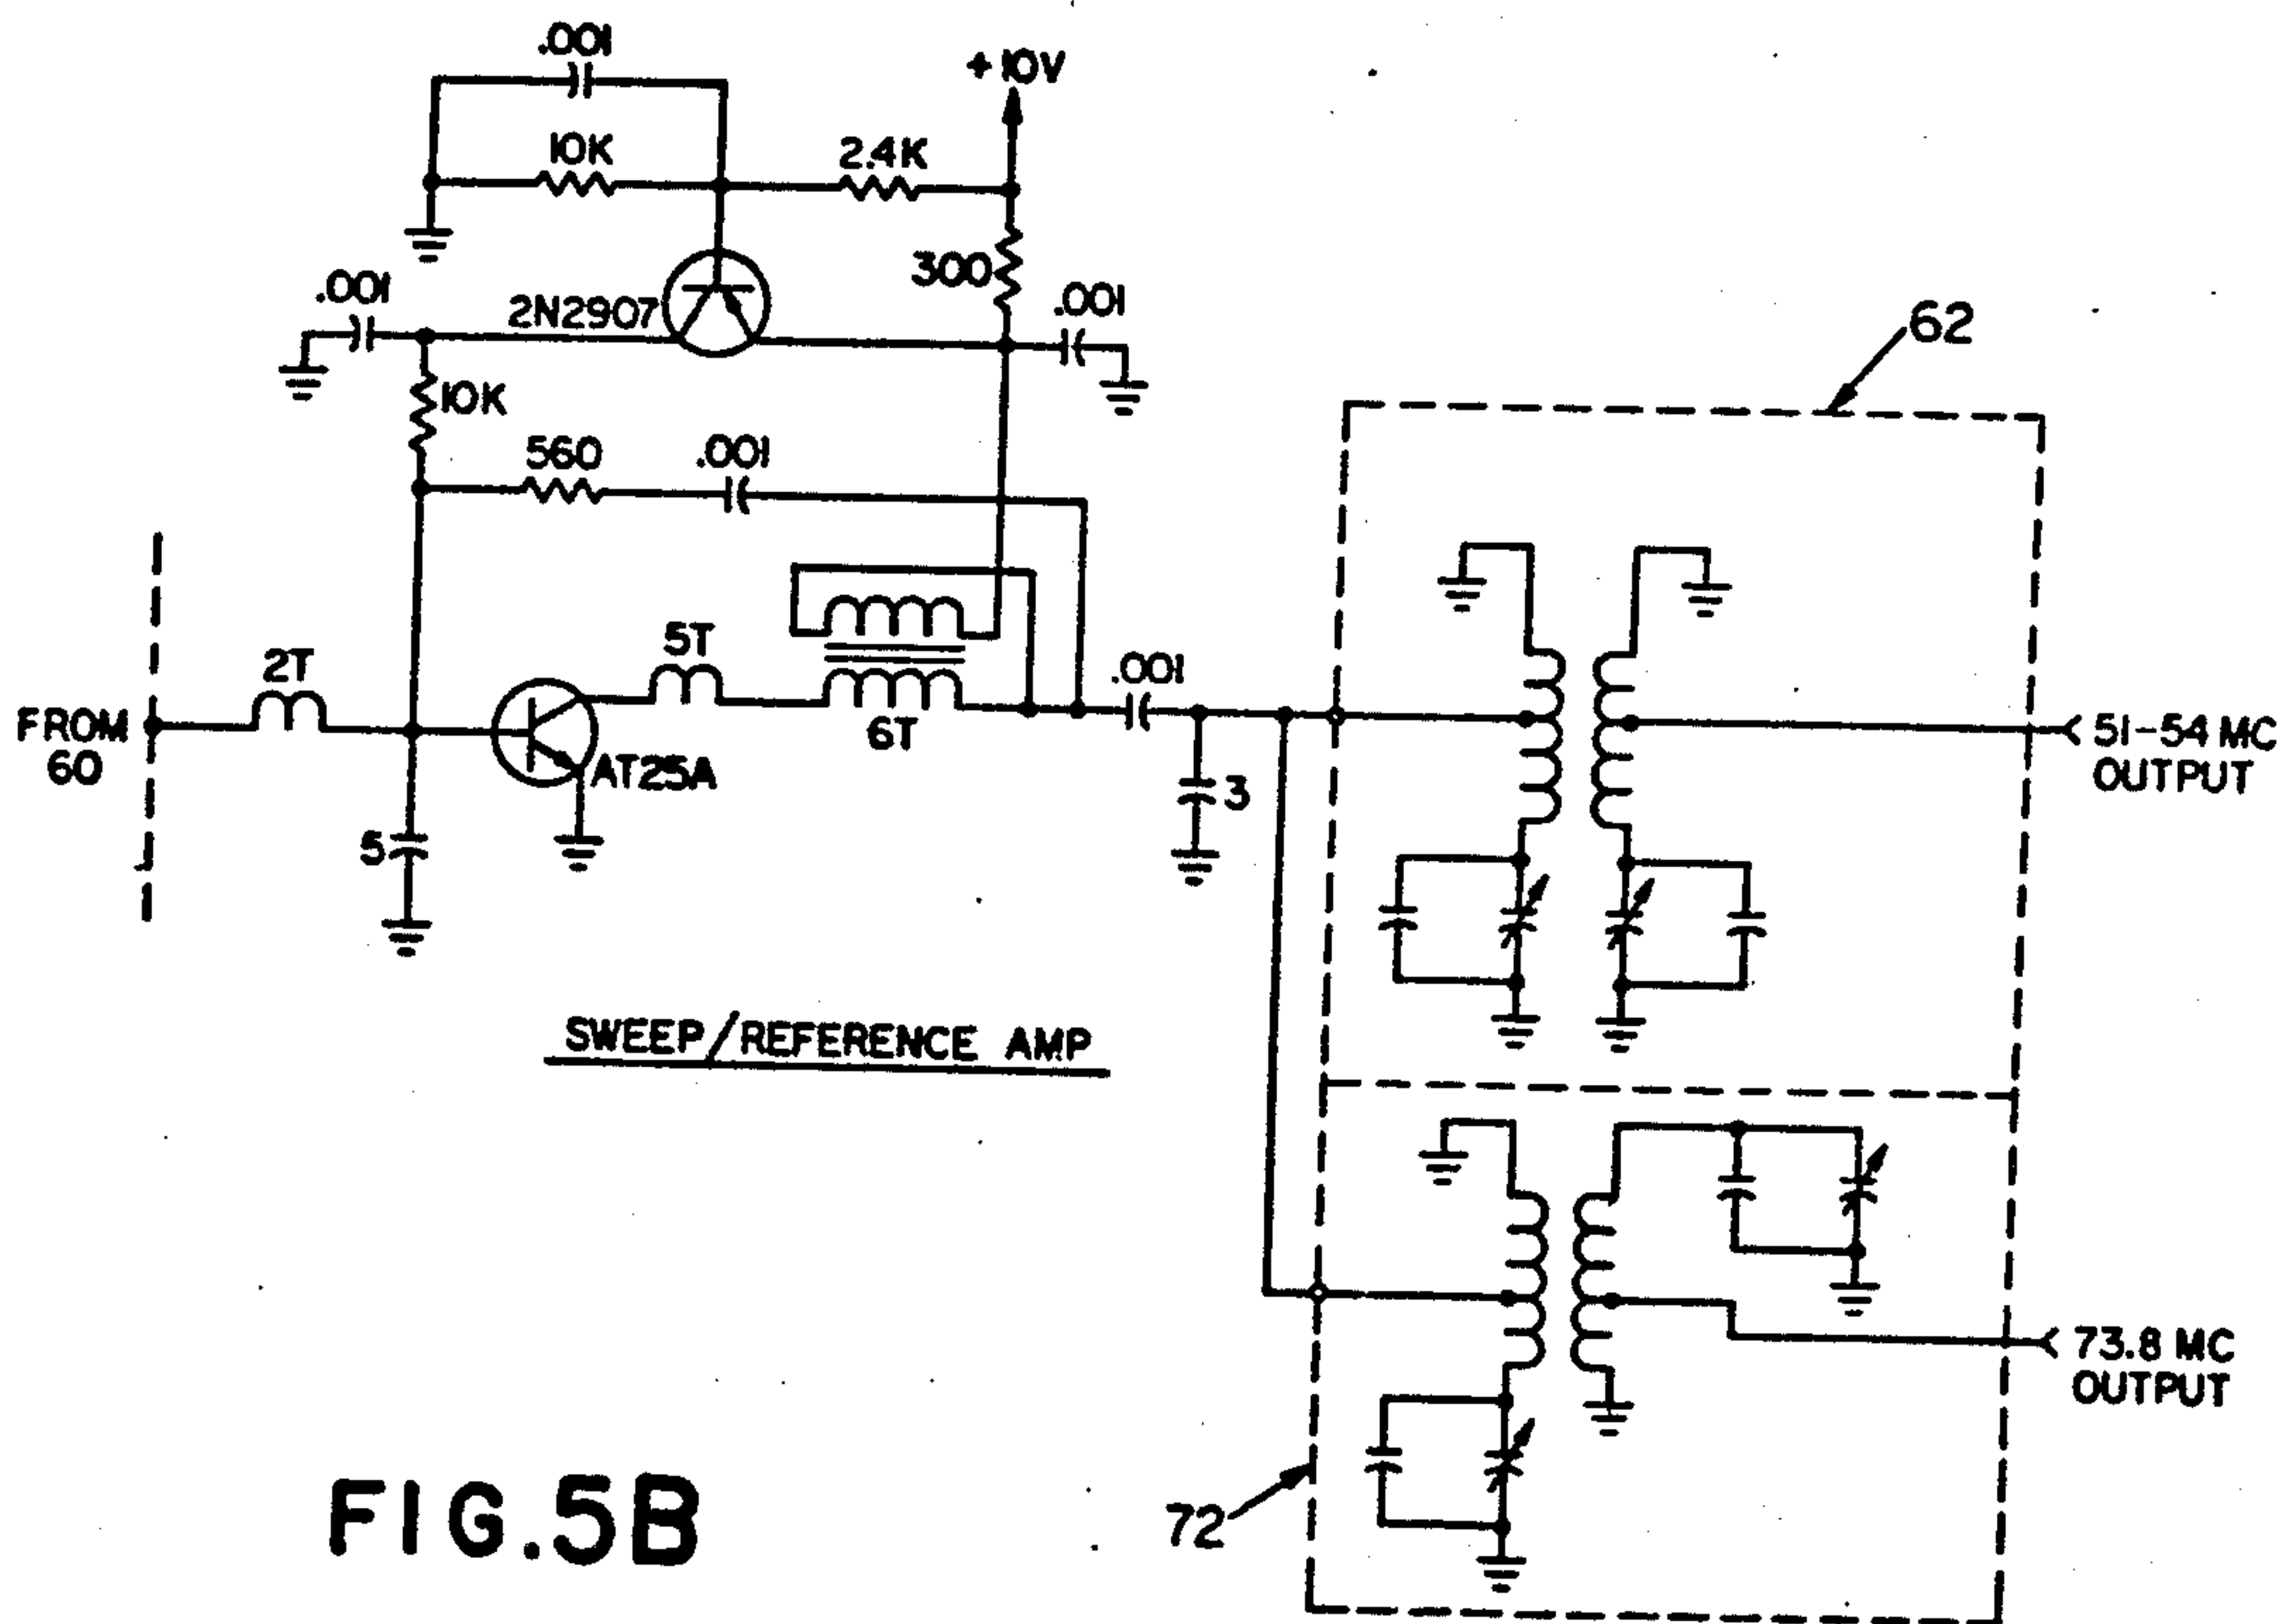 .001
+10V
10K
2.4K
300
.001
2N2907
.001
62
10K
560
.001
5T
2T
.001
FROM
60
6T
51-54 MC
OUTPUT
AT25A
3
5
SWEEP/REFERENCE AMP
73.8 MC
OUTPUT
72
FIG.5B